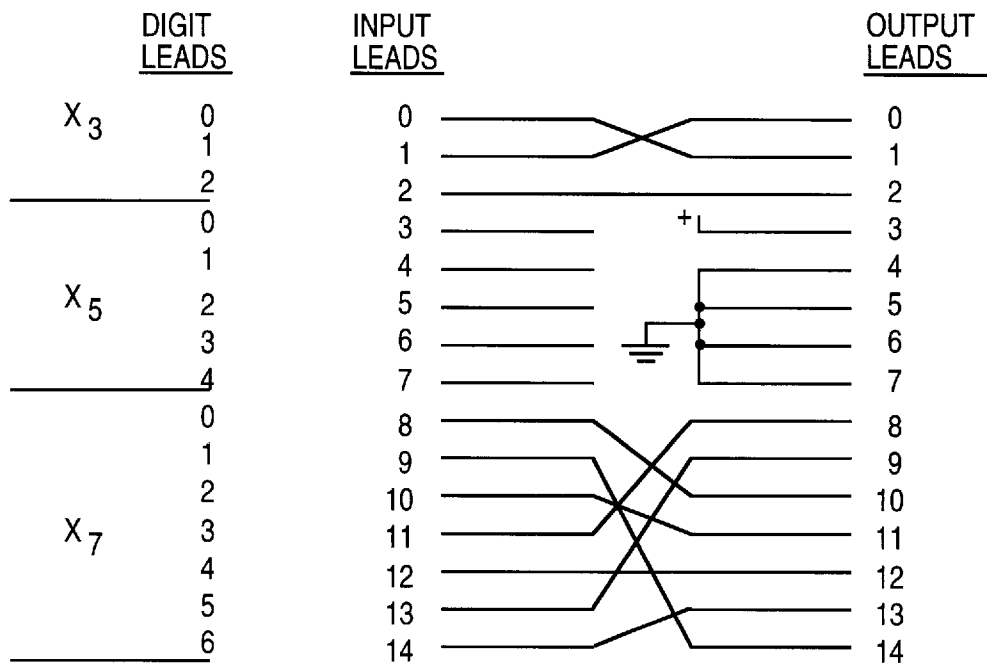 DIGIT INPUT OUTPUT
LEADS LEADS LEADS
X3 0 0 0
1 1 1
2 2 2
0 3 + 3
1 4 4
X5 2 5 5
3 6 6
4 7 7
0 8 8
1 9 9
2 10 10
X7 3 11 11
4 12 12
5 13 13
6 14 14